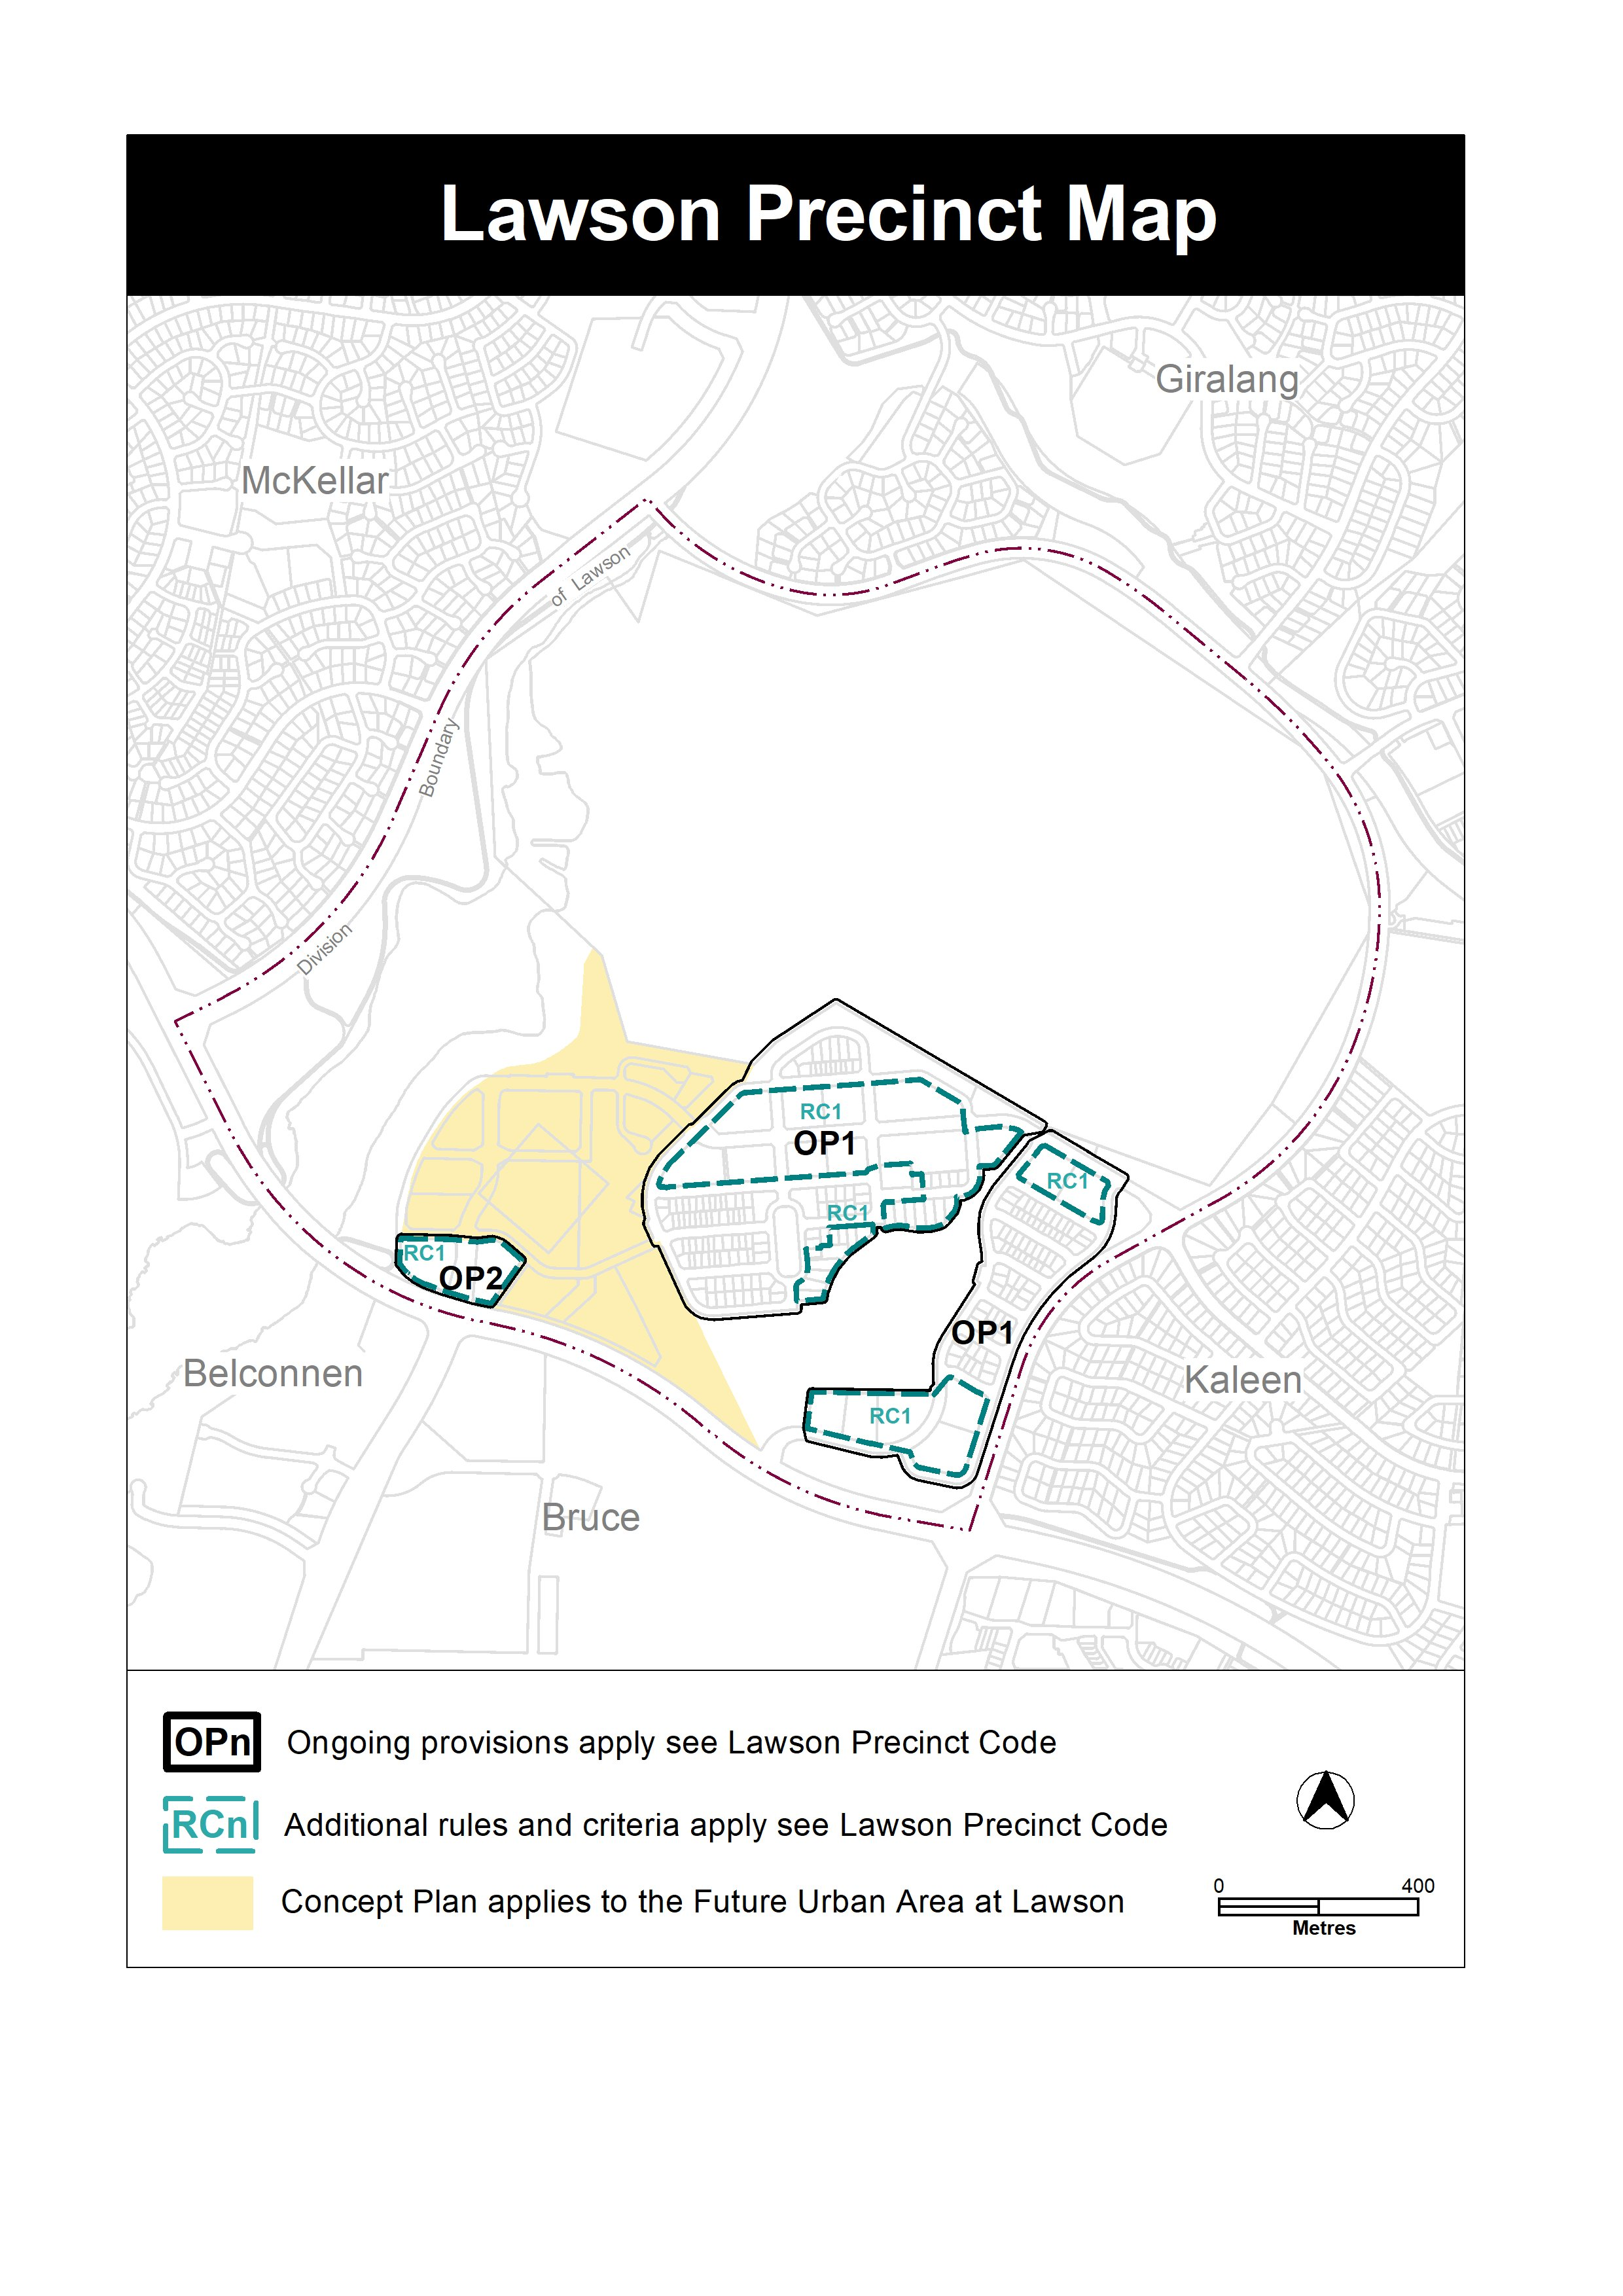 Lawson Precinct Map
Giralang
McKellar
of Lawson
Boundary
Division
RC1
OP1
RC1
RC1
RC1
OP2
OP1
RC1
Belconnen
Kaleen
Bruce
OPn Ongoing provisions apply see Lawson Precinct Code
RCn Additional rules and criteria apply see Lawson Precinct Code
Concept Plan applies to the Future Urban Area at Lawson
0 400
Metres